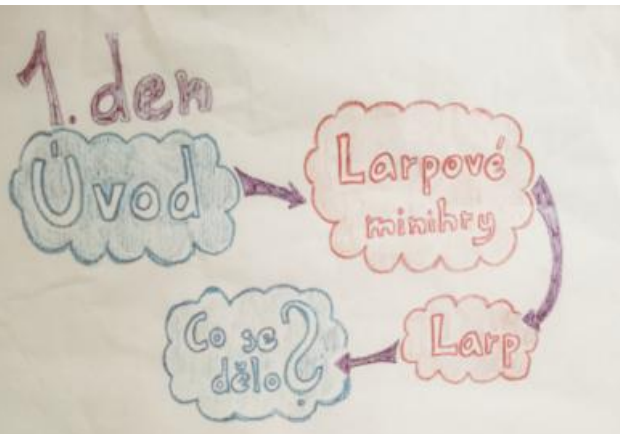 1. den
Úvod
Larpové
minihry
Larp
Co se
dělo?